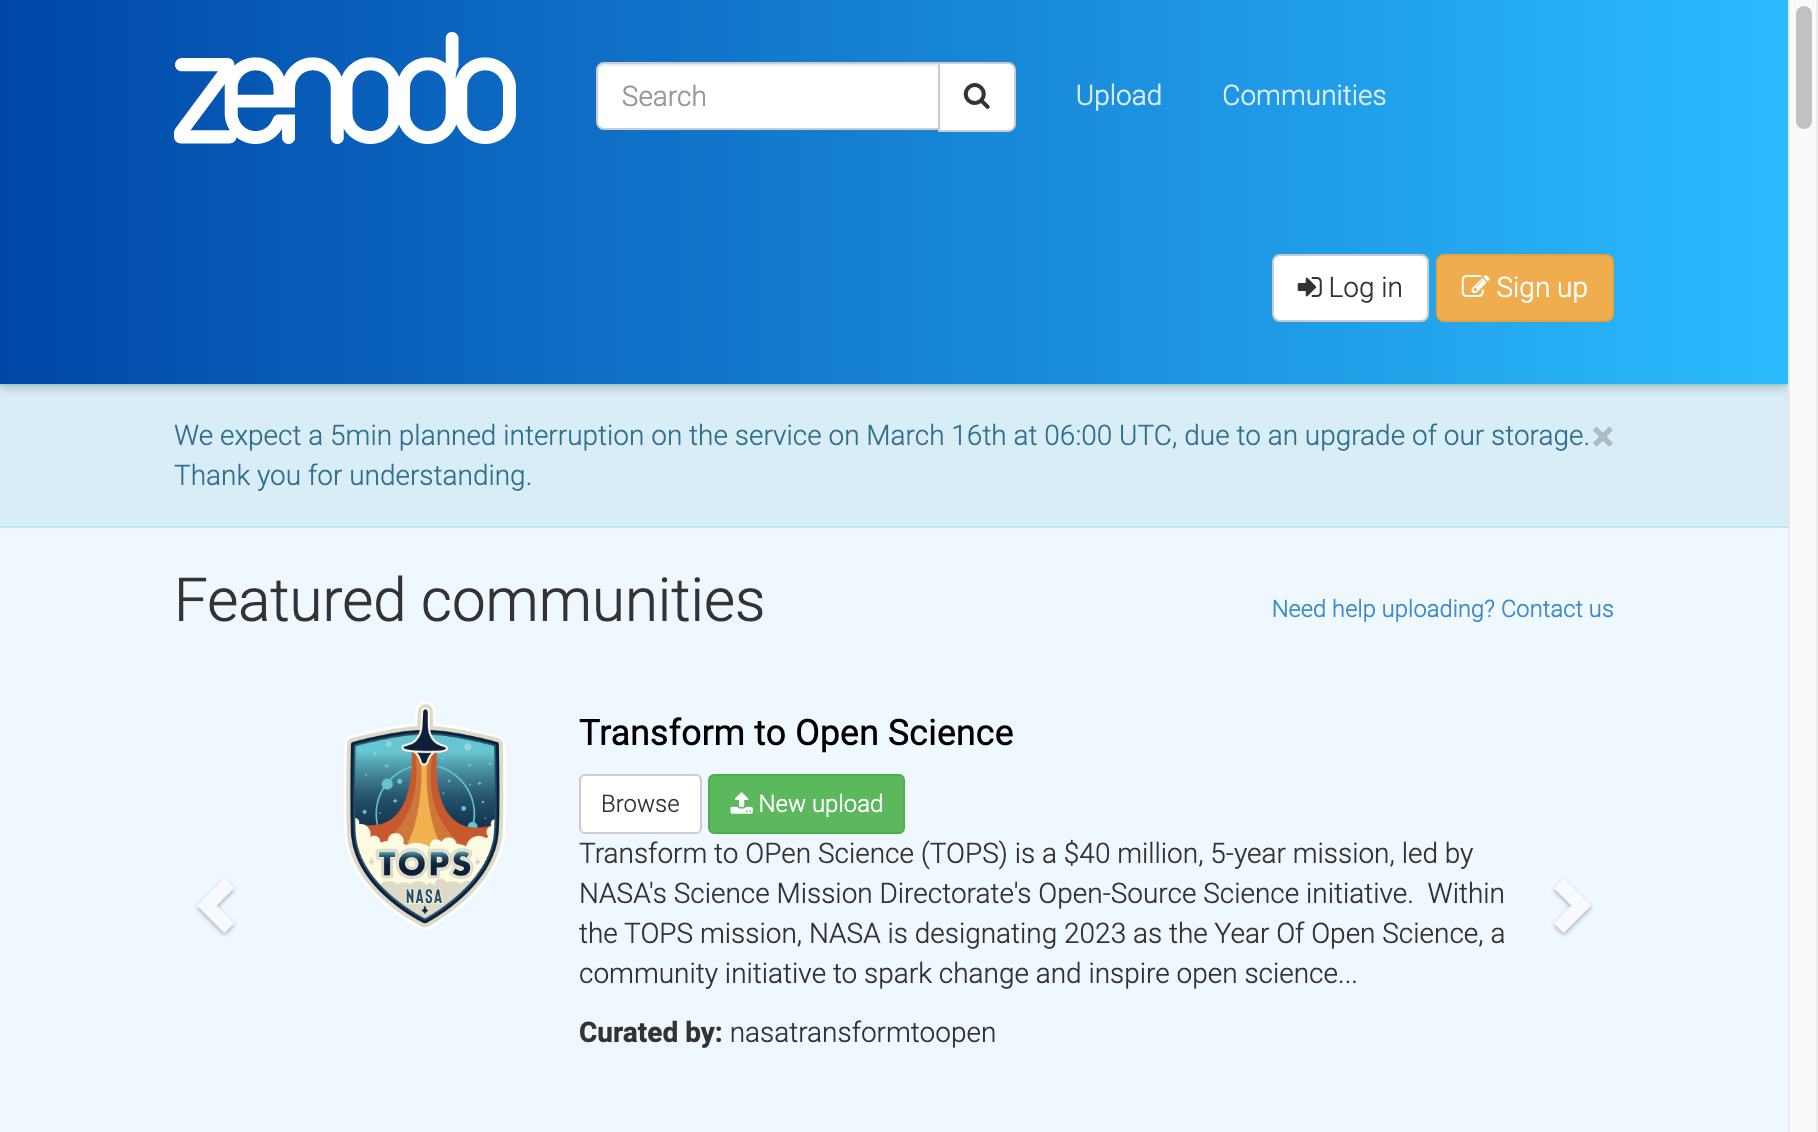 zenodo
Search
Upload
Communities
Log in
Sign up
We expect a 5min planned interruption on the service on March 16th at 06:00 UTC, due to an upgrade of our storage.
Thank you for understanding.
Featured communities
Need help uploading? Contact us
TOPS
NASA
Transform to Open Science
Browse
New upload
Transform to OPen Science (TOPS) is a $40 million, 5-year mission, led by
NASA's Science Mission Directorate's Open-Source Science initiative.  Within
the TOPS mission, NASA is designating 2023 as the Year Of Open Science, a
community initiative to spark change and inspire open science...
Curated by: nasatransformtoopen